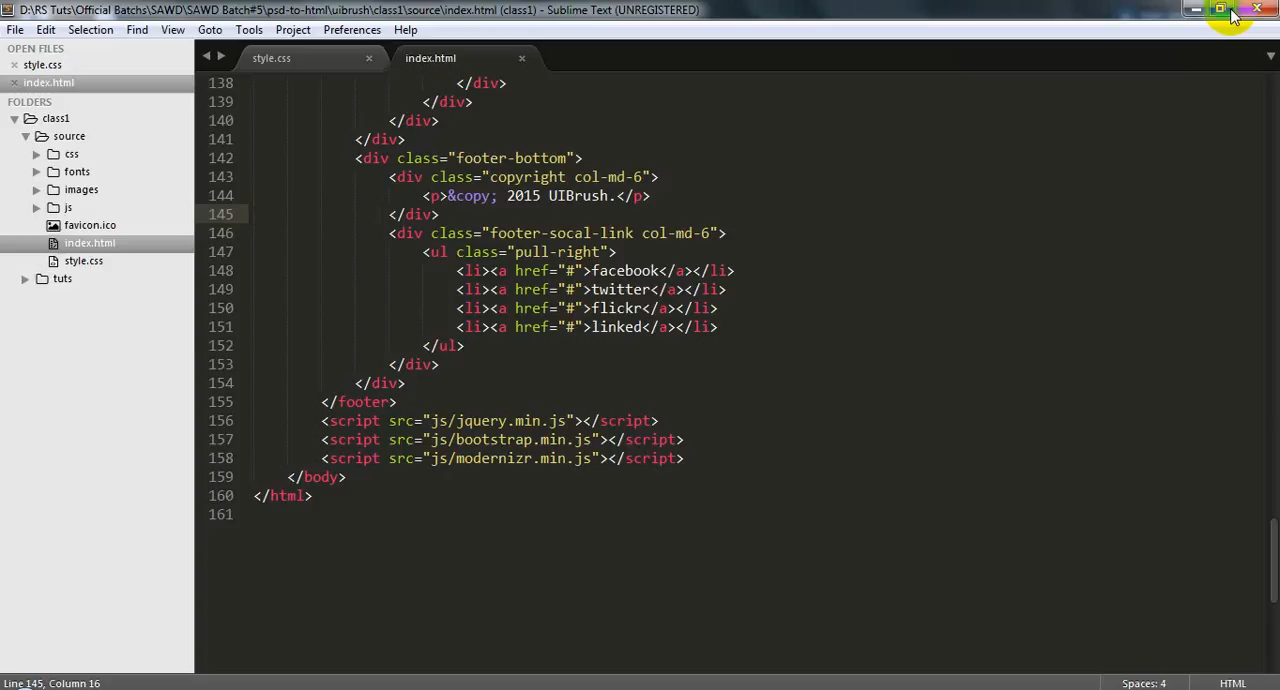 D:\RS Tuts\Official Batchs\SAWD\SAWD Batch#5\psd-to-html\uibrush\class1\source\index.html (class1) - Sublime Text (UNREGISTERED)
File Edit Selection Find View Goto Tools Project Preferences Help
OPEN FILES
style.css
index.html
FOLDERS
class1
source
css
fonts
images
js
favicon.ico
index.html
style.css
tuts
style.css index.html
138 </div>
139 </div>
140 </div>
141 </div>
142 <div class="footer-bottom">
143 <div class="copyright col-md-6">
144 <p>&copy; 2015 UIBrush.</p>
145 </div>
146 <div class="footer-socal-link col-md-6">
147 <ul class="pull-right">
148 <li><a href="#">facebook</a></li>
149 <li><a href="#">twitter</a></li>
150 <li><a href="#">flickr</a></li>
151 <li><a href="#">linked</a></li>
152 </ul>
153 </div>
154 </div>
155 </footer>
156 <script src="js/jquery.min.js"></script>
157 <script src="js/bootstrap.min.js"></script>
158 <script src="js/modernizr.min.js"></script>
159 </body>
160 </html>
161
Line 145, Column 16 Spaces: 4 HTML